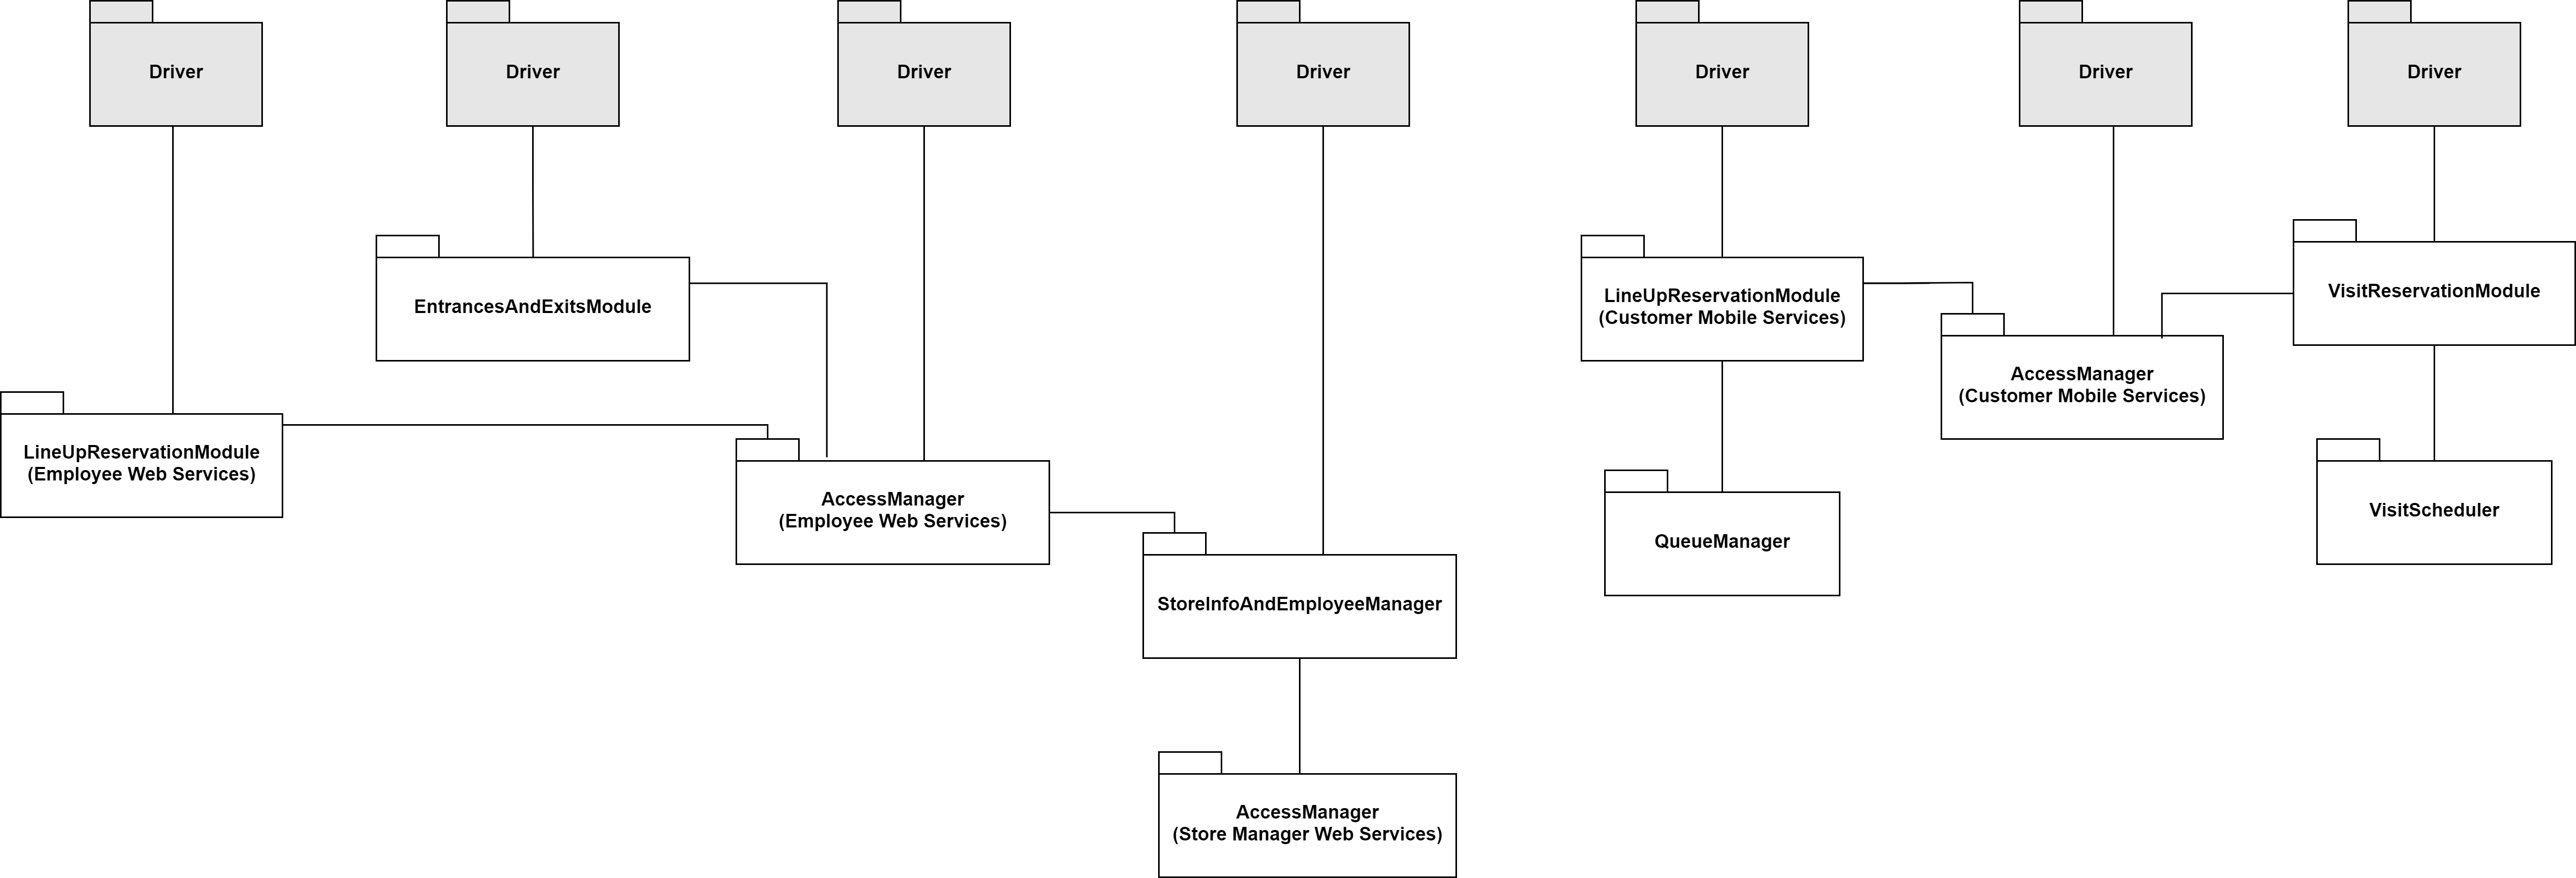 Driver
Driver
Driver
Driver
Driver
Driver
Driver
EntrancesAndExitsModule
LineUpReservationModule
(Customer Mobile Services)
VisitReservationModule
AccessManager
(Customer Mobile Services)
LineUpReservationModule
(Employee Web Services)
AccessManager
(Employee Web Services)
QueueManager
VisitScheduler
StoreInfoAndEmployeeManager
AccessManager
(Store Manager Web Services)